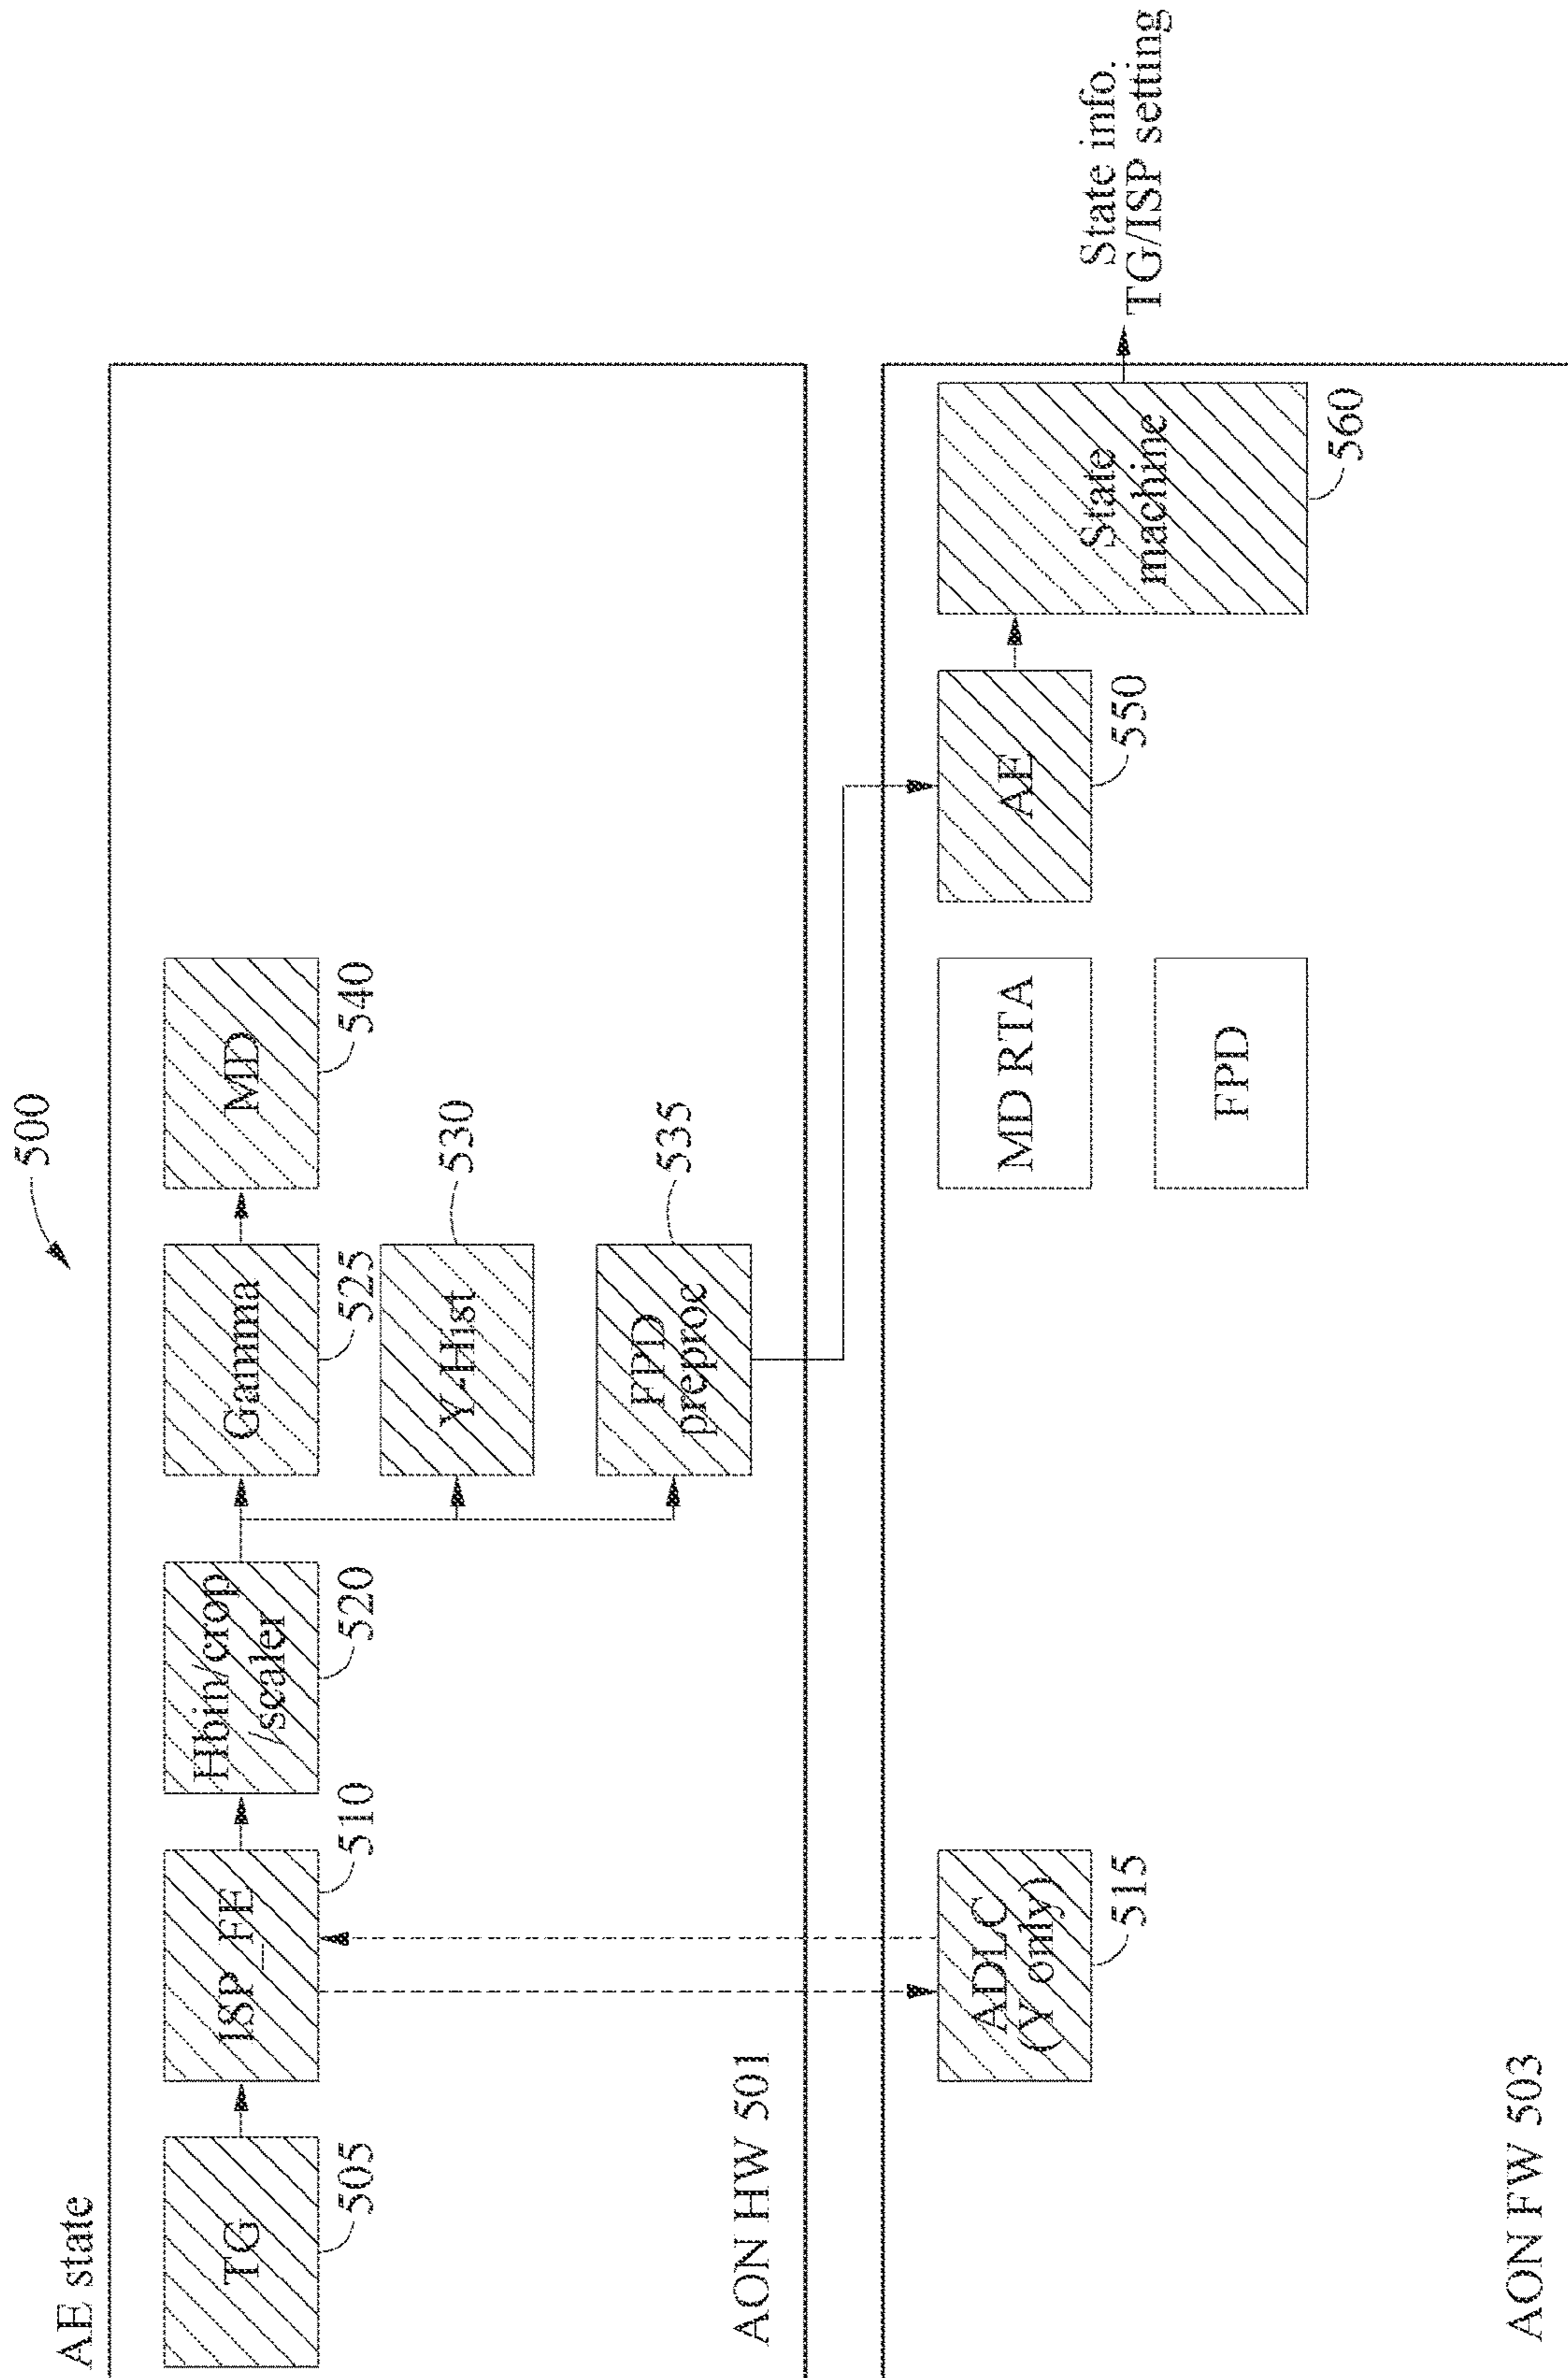 500
AE state
TG
505
ISP_FE
510
Hbin/crop
/scaler
520
Gamma
525
MD
540
Y-Hist
530
FPD
preproc
535
AON HW 501
ADLC
(Y only)
515
MD RTA
FPD
AE
550
State
machine
560
State info.
TG/ISP setting
AON FW 503